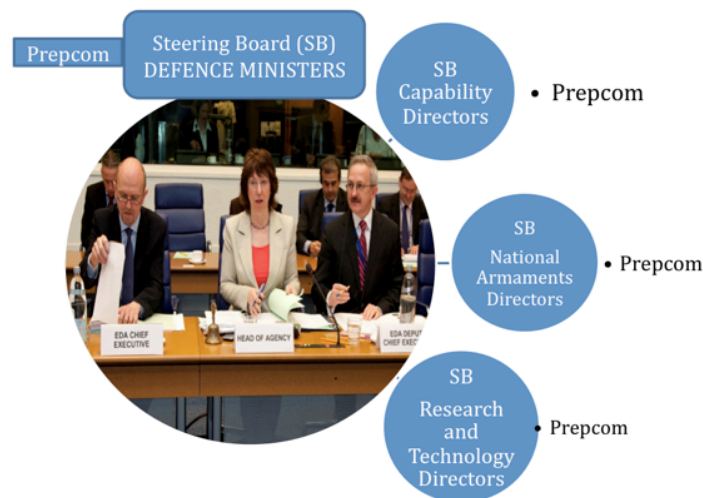 Prepcom
Steering Board (SB)
DEFENCE MINISTERS
SB
Capability
Directors
• Prepcom
SB
National
Armaments
Directors
• Prepcom
EDA CHIEF
EXECUTIVE
HEAD OF AGENCY
EDA DEPUTY
CHIEF EXEC
SB
Research
and
Technology
Directors
• Prepcom